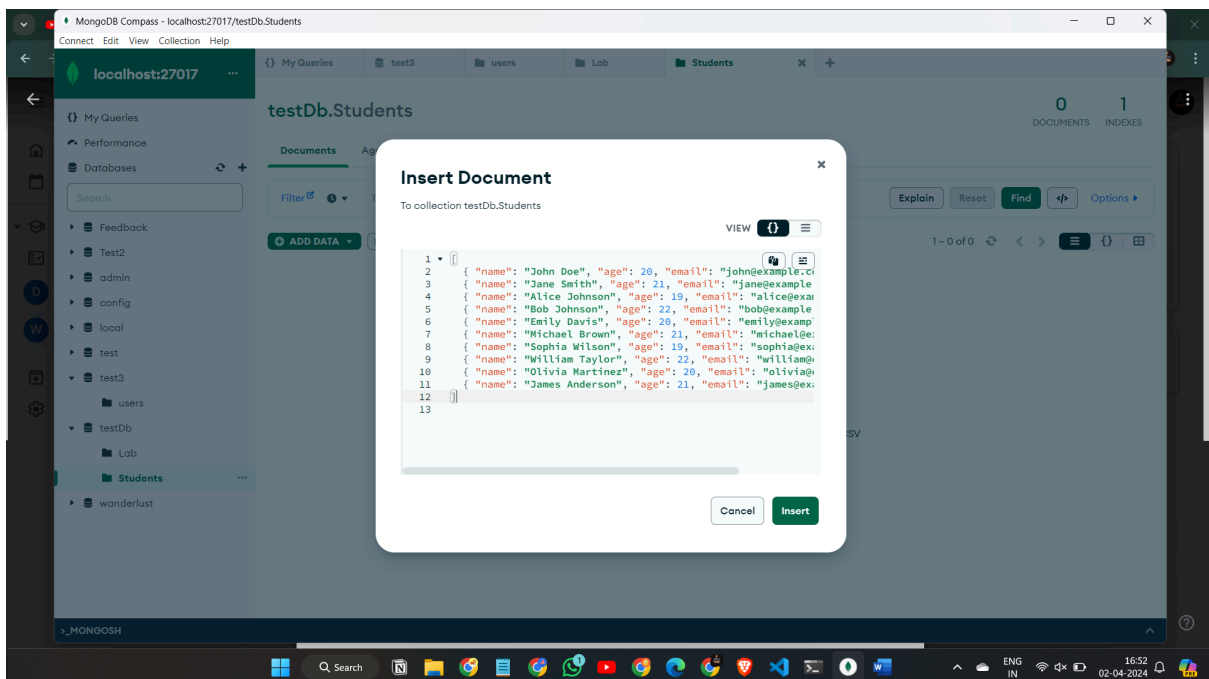 MongoDB Compass - localhost:27017/testDb.Students
Connect Edit View Collection Help
localhost:27017 ...
{} My Queries
Performance
Databases
Search
Feedback
Test2
admin
config
local
test
test3
users
testDb
Lab
Students ...
wanderlust
{} My Queries test3 users Lab Students
testDb.Students
0 1
DOCUMENTS INDEXES
Documents
Filter
Explain Reset Find </> Options
ADD DATA
1 - 0 of 0
Insert Document
To collection testDb.Students
VIEW {}
1 [
2 { "name": "John Doe", "age": 20, "email": "john@example.c
3 { "name": "Jane Smith", "age": 21, "email": "jane@example
4 { "name": "Alice Johnson", "age": 19, "email": "alice@exam
5 { "name": "Bob Johnson", "age": 22, "email": "bob@example
6 { "name": "Emily Davis", "age": 20, "email": "emily@examp
7 { "name": "Michael Brown", "age": 21, "email": "michael@e
8 { "name": "Sophia Wilson", "age": 19, "email": "sophia@exa
9 { "name": "William Taylor", "age": 22, "email": "william@
10 { "name": "Olivia Martinez", "age": 20, "email": "olivia@
11 { "name": "James Anderson", "age": 21, "email": "james@exa
12 ]
13
CSV
Cancel Insert
>_MONGOSH
D
W
Search
ENG
IN
16:52
02-04-2024